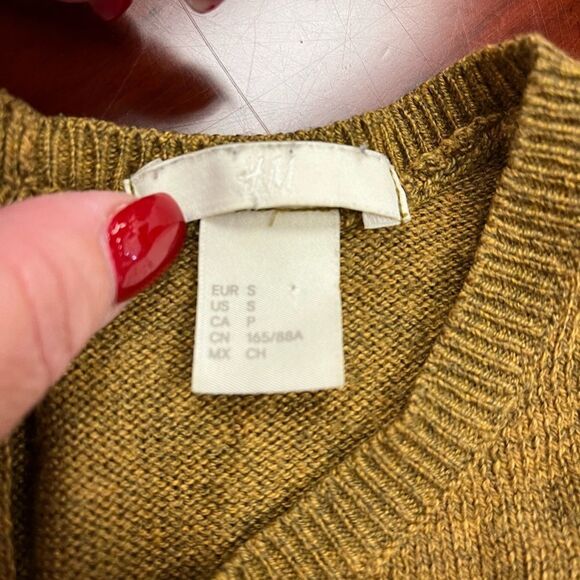 H&M
EUR S
US S
CA P
CN 165/88A
MX CH